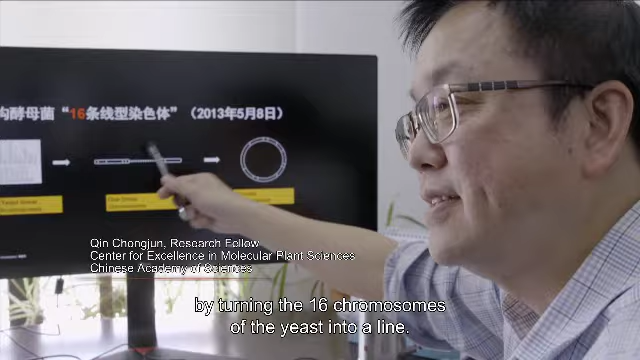 构酵母菌“16条线型染色体”（2013年5月8日）
Qin Chongjun, Research Follow
Center for Excellence in Molecular Plant Sciences
Chinese Academy of Sciences
by turning the 16 chromosomes
of the yeast into a line.